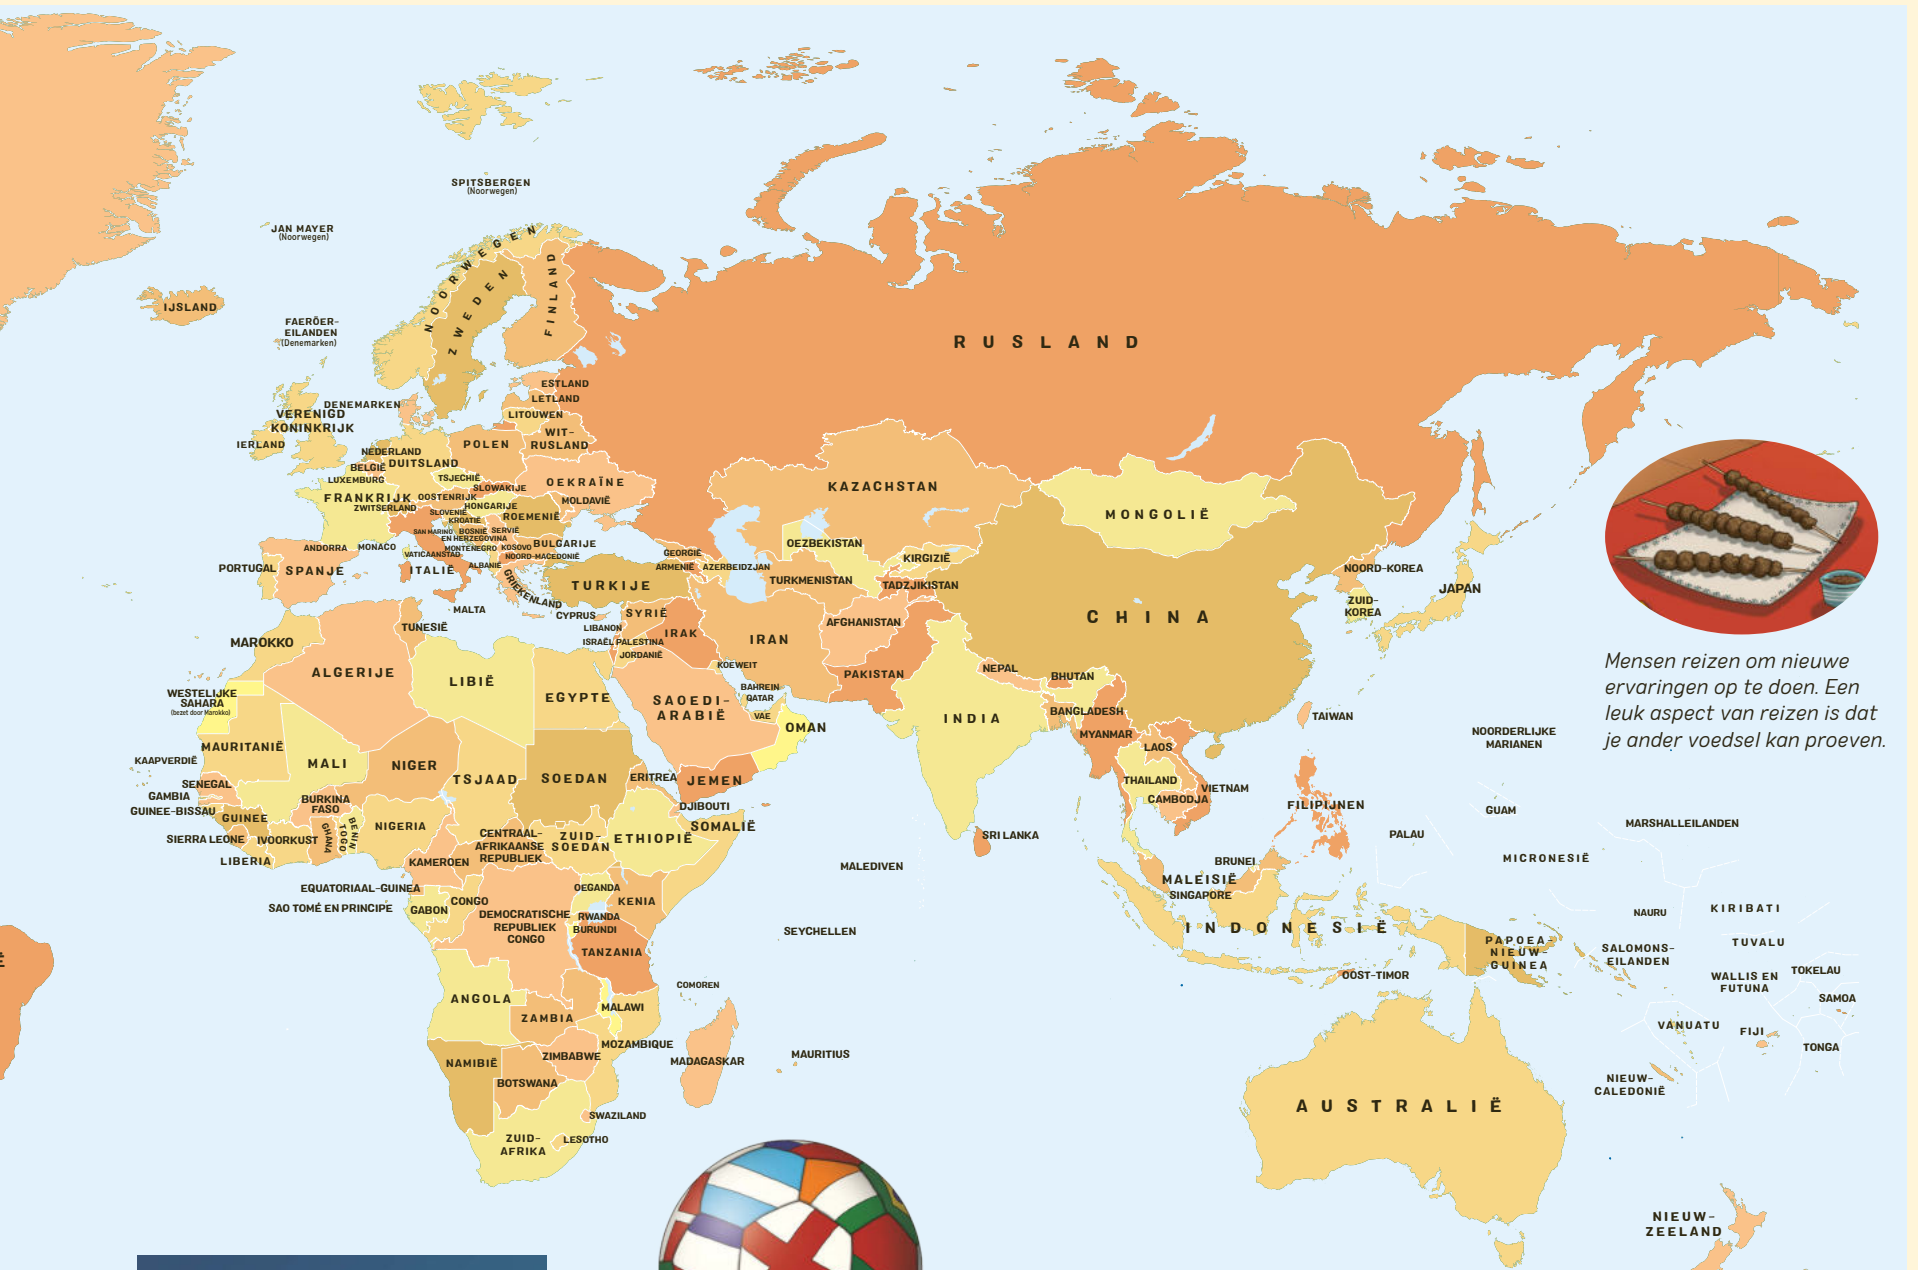 SPITSBERGEN
(Noorwegen)
JAN MAYER
(Noorwegen)
NOORWEGEN
ZWEDEN
FINLAND
IJSLAND
FAERÖER-
EILANDEN
(Denemarken)
RUSLAND
ESTLAND
LETLAND
LITOUWEN
DENEMARKEN
VERENIGD
KONINKRIJK
IERLAND
WIT-
RUSLAND
POLEN
NEDERLAND
BELGIË
DUITSLAND
LUXEMBURG
TSJECHIË
SLOWAKIJE
OEKRAÏNE
MOLDAVIË
FRANKRIJK
OOSTENRIJK
ZWITSERLAND
HONGARIJE
SLOVENIË
KROATIË
ROEMENIË
SAN MARINO
BOSNIË
EN HERZEGOVINA
SERVIË
ANDORRA
MONACO
MONTENEGRO
KOSOVO
BULGARIJE
VATICAANSTAD
NOORD-MACEDONIË
ALBANIË
PORTUGAL
SPANJE
ITALIË
GRIEKENLAND
MALTA
TURKIJE
CYPRUS
GEORGIË
ARMENIË
AZERBEIDZJAN
KAZACHSTAN
OEZBEKISTAN
KIRGIZIË
TURKMENISTAN
TADZJIKISTAN
MONGOLIË
CHINA
NOORD-KOREA
ZUID-
KOREA
JAPAN
Mensen reizen om nieuwe
ervaringen op te doen. Een
leuk aspect van reizen is dat
je ander voedsel kan proeven.
SYRIË
LIBANON
IRAK
ISRAËL
PALESTINA
JORDANIË
IRAN
AFGHANISTAN
PAKISTAN
KOEWEIT
BAHREIN
QATAR
VAE
SAOEDI-
ARABIË
OMAN
JEMEN
NEPAL
BHUTAN
INDIA
BANGLADESH
MYANMAR
LAOS
THAILAND
VIETNAM
CAMBODJA
TAIWAN
FILIPIJNEN
SRI LANKA
MALEDIVEN
BRUNEI
MALEISIË
SINGAPORE
INDONESIË
OOST-TIMOR
TUNESIË
MAROKKO
ALGERIJE
LIBIË
EGYPTE
WESTELIJKE
SAHARA
(bezet door Marokko)
MAURITANIË
MALI
NIGER
TSJAAD
SOEDAN
ERITREA
DJIBOUTI
SOMALIË
KAAPVERDIË
SENEGAL
GAMBIA
GUINEE-BISSAU
GUINEE
SIERRA LEONE
LIBERIA
IVOORKUST
BURKINA
FASO
GHANA
TOGO
BENIN
NIGERIA
KAMEROEN
CENTRAAL-
AFRIKAANSE
REPUBLIEK
ZUID-
SOEDAN
ETHIOPIË
EQUATORIAAL-GUINEA
SAO TOMÉ EN PRINCIPE
GABON
CONGO
DEMOCRATISCHE
REPUBLIEK
CONGO
OEGANDA
KENIA
RWANDA
BURUNDI
TANZANIA
SEYCHELLEN
COMOREN
ANGOLA
ZAMBIA
MALAWI
MOZAMBIQUE
ZIMBABWE
NAMIBIË
BOTSWANA
MADAGASKAR
MAURITIUS
SWAZILAND
LESOTHO
ZUID-
AFRIKA
NOORDERLIJKE
MARIANEN
GUAM
PALAU
MARSHALLEILANDEN
MICRONESIË
NAURU
KIRIBATI
PAPOEA-
NIEUW-
GUINEA
SALOMONS-
EILANDEN
TUVALU
TOKELAU
WALLIS EN
FUTUNA
SAMOA
VANUATU
FIJI
TONGA
NIEUW-
CALEDONIË
AUSTRALIË
NIEUW-
ZEELAND